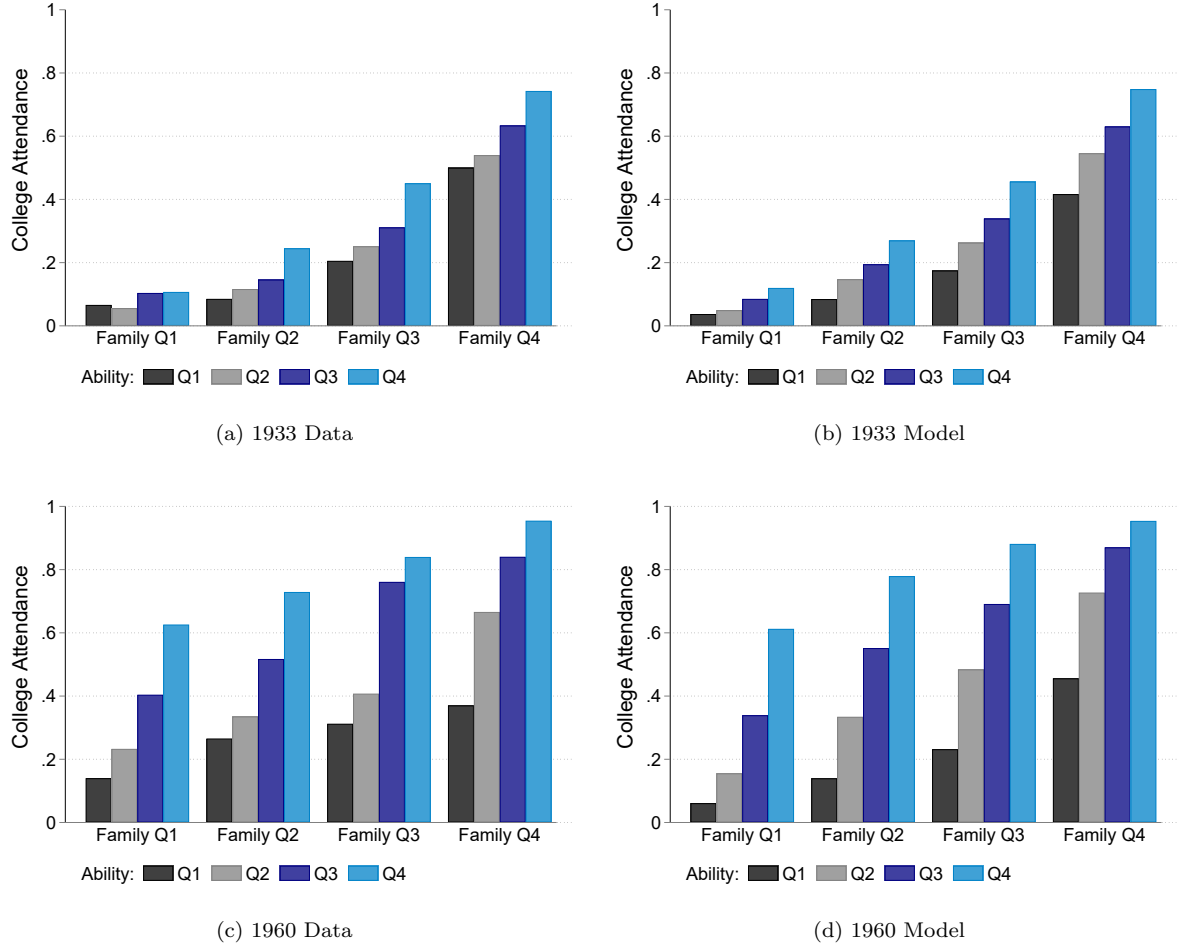 College Attendance
1
.8
.6
.4
.2
0
Family Q1 Family Q2 Family Q3 Family Q4
Ability: Q1 Q2 Q3 Q4
(a) 1933 Data
College Attendance
1
.8
.6
.4
.2
0
Family Q1 Family Q2 Family Q3 Family Q4
Ability: Q1 Q2 Q3 Q4
(b) 1933 Model
College Attendance
1
.8
.6
.4
.2
0
Family Q1 Family Q2 Family Q3 Family Q4
Ability: Q1 Q2 Q3 Q4
(c) 1960 Data
College Attendance
1
.8
.6
.4
.2
0
Family Q1 Family Q2 Family Q3 Family Q4
Ability: Q1 Q2 Q3 Q4
(d) 1960 Model